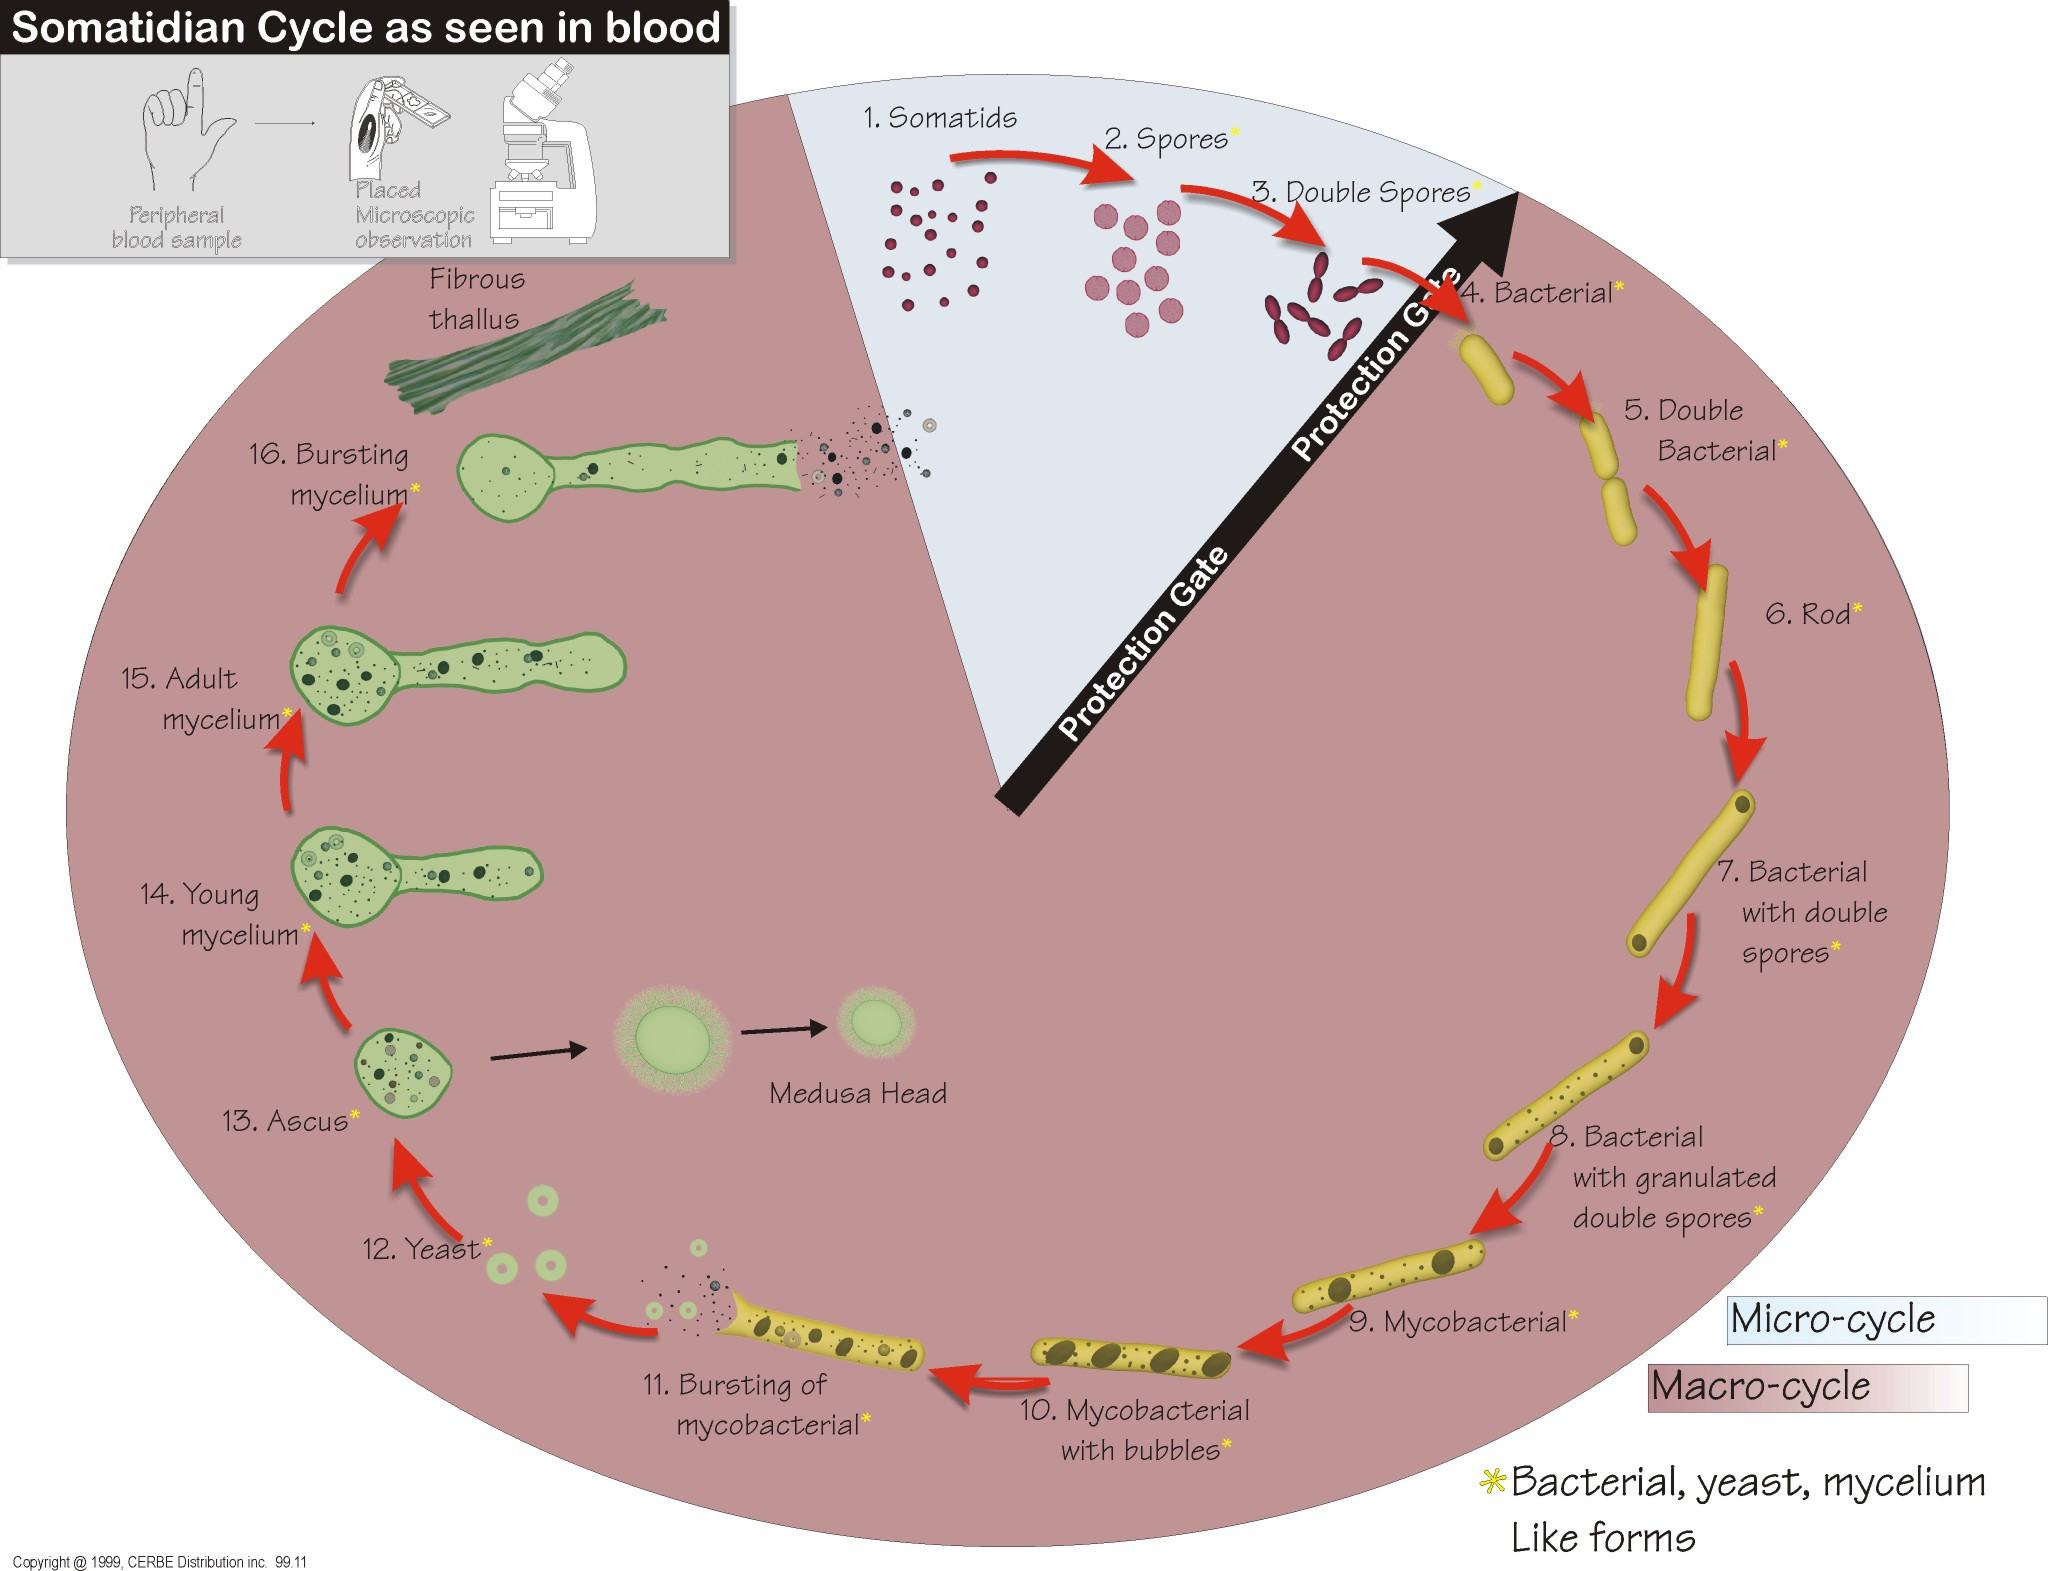 Somatidian Cycle as seen in blood
Peripheral
blood sample
Placed
Microscopic
observation
1. Somatids
2. Spores*
3. Double Spores*
Protection Gate
Protection Gate
4. Bacterial*
5. Double
Bacterial*
6. Rod*
7. Bacterial
with double
spores*
8. Bacterial
with granulated
double spores*
9. Mycobacterial*
10. Mycobacterial
with bubbles*
11. Bursting of
mycobacterial*
12. Yeast*
13. Ascus*
Medusa Head
14. Young
mycelium*
15. Adult
mycelium*
16. Bursting
mycelium*
Fibrous
thallus
Micro-cycle
Macro-cycle
*Bacterial, yeast, mycelium
Like forms
Copyright @ 1999, CERBE Distribution inc. 99.11